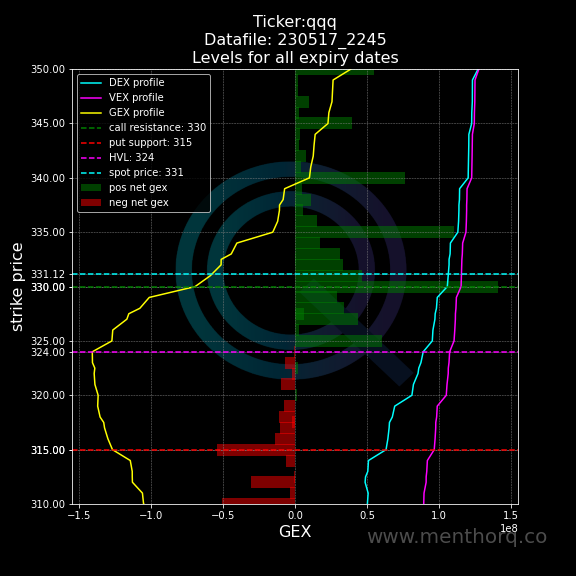 Ticker:qqq
Datafile: 230517_2245
Levels for all expiry dates
DEX profile
VEX profile
GEX profile
call resistance: 330
put support: 315
HVL: 324
spot price: 331
pos net gex
neg net gex
strike price
350.00
345.00
340.00
335.00
331.12
330.00
325.00
324.00
320.00
315.00
310.00
−1.5 −1.0 −0.5 0.0 0.5 1.0 1.5
1e8
GEX
www.menthorq.co